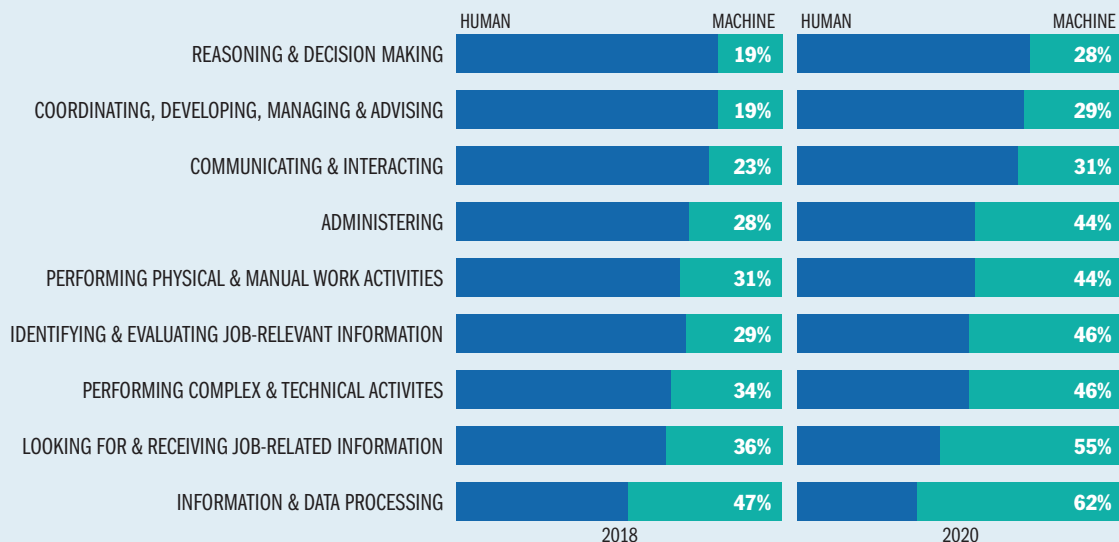 HUMAN MACHINE HUMAN MACHINE
REASONING & DECISION MAKING 19% 28%
COORDINATING, DEVELOPING, MANAGING & ADVISING 19% 29%
COMMUNICATING & INTERACTING 23% 31%
ADMINISTERING 28% 44%
PERFORMING PHYSICAL & MANUAL WORK ACTIVITIES 31% 44%
IDENTIFYING & EVALUATING JOB-RELEVANT INFORMATION 29% 46%
PERFORMING COMPLEX & TECHNICAL ACTIVITES 34% 46%
LOOKING FOR & RECEIVING JOB-RELATED INFORMATION 36% 55%
INFORMATION & DATA PROCESSING 47% 62%
2018 2020